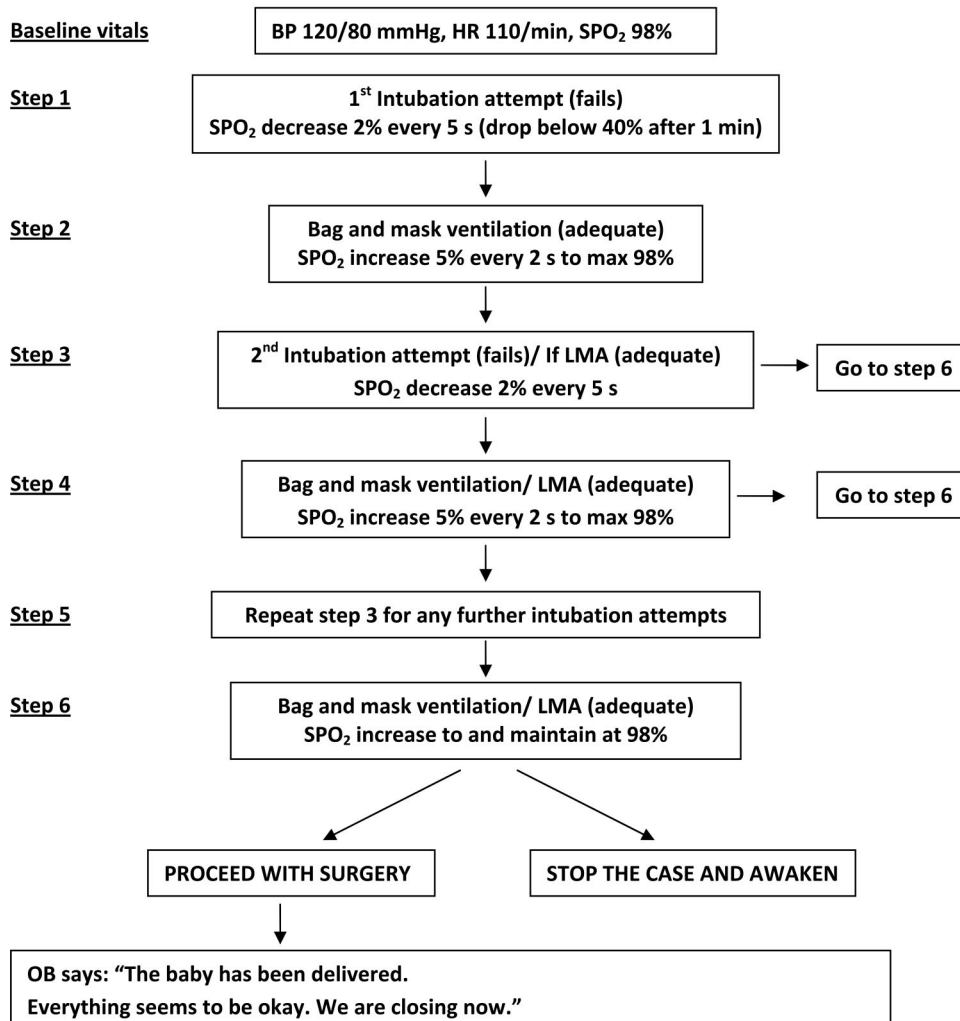 Baseline vitals
BP 120/80 mmHg, HR 110/min, SPO₂ 98%
Step 1
1ˢᵗ Intubation attempt (fails)
SPO₂ decrease 2% every 5 s (drop below 40% after 1 min)
Step 2
Bag and mask ventilation (adequate)
SPO₂ increase 5% every 2 s to max 98%
Step 3
2ⁿᵈ Intubation attempt (fails)/ If LMA (adequate)
SPO₂ decrease 2% every 5 s
Go to step 6
Step 4
Bag and mask ventilation/ LMA (adequate)
SPO₂ increase 5% every 2 s to max 98%
Go to step 6
Step 5
Repeat step 3 for any further intubation attempts
Step 6
Bag and mask ventilation/ LMA (adequate)
SPO₂ increase to and maintain at 98%
PROCEED WITH SURGERY
STOP THE CASE AND AWAKEN
OB says: “The baby has been delivered.
Everything seems to be okay. We are closing now.”